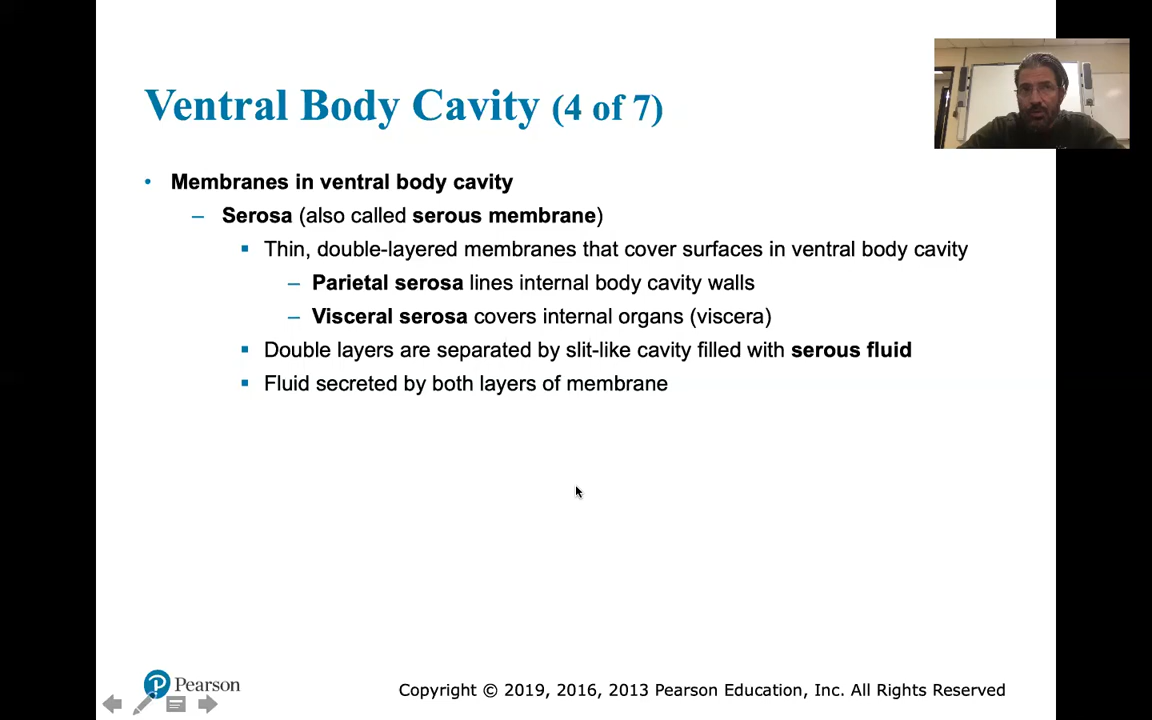 Ventral Body Cavity (4 of 7)
• Membranes in ventral body cavity
– Serosa (also called serous membrane)
▪ Thin, double-layered membranes that cover surfaces in ventral body cavity
– Parietal serosa lines internal body cavity walls
– Visceral serosa covers internal organs (viscera)
▪ Double layers are separated by slit-like cavity filled with serous fluid
▪ Fluid secreted by both layers of membrane
Pearson
Copyright © 2019, 2016, 2013 Pearson Education, Inc. All Rights Reserved